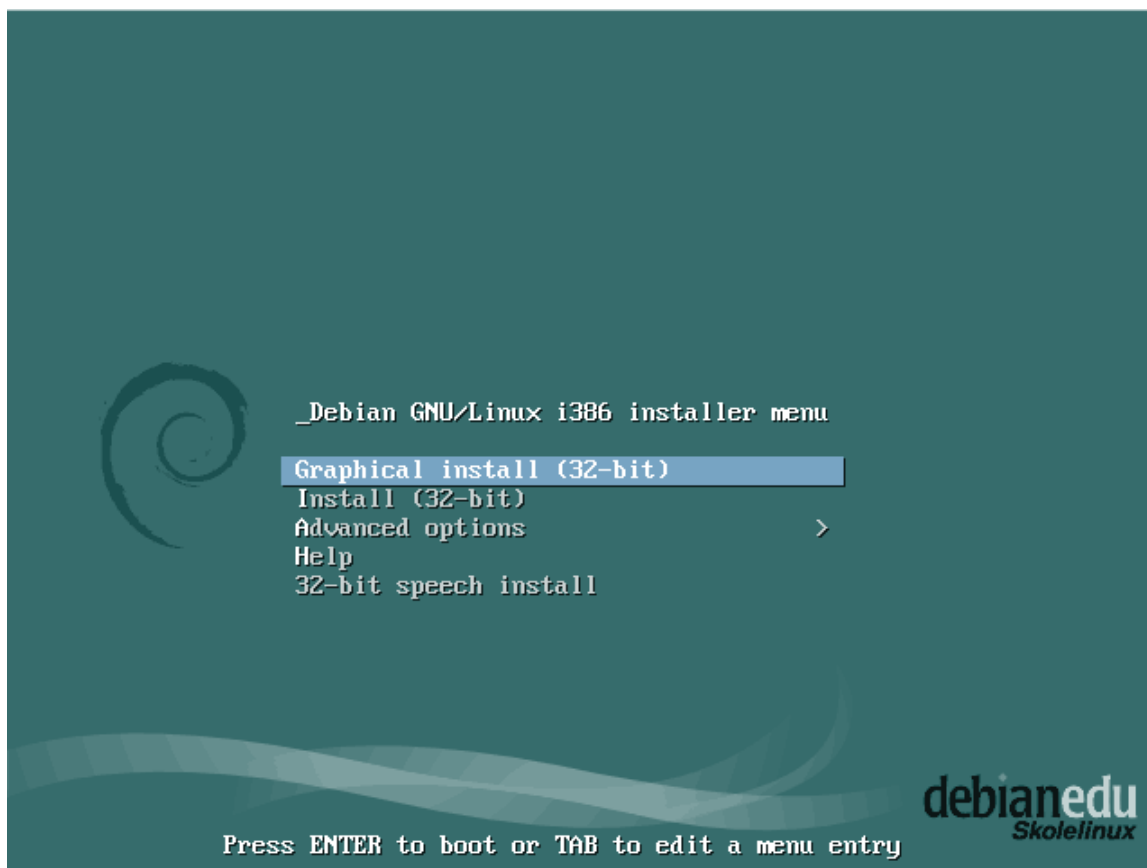 _Debian GNU/Linux i386 installer menu
Graphical install (32-bit)
Install (32-bit)
Advanced options >
Help
32-bit speech install
debianedu
Skolelinux
Press ENTER to boot or TAB to edit a menu entry